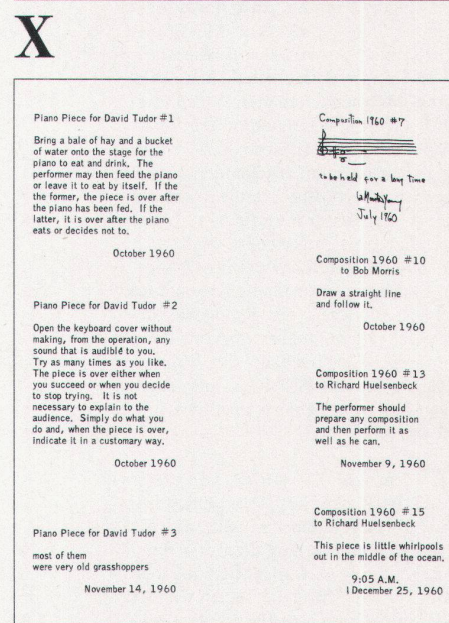 X
Piano Piece for David Tudor #1
Bring a bale of hay and a bucket
of water onto the stage for the
piano to eat and drink. The
performer may then feed the piano
or leave it to eat by itself. If the
the former, the piece is over after
the piano has been fed. If the
latter, it is over after the piano
eats or decides not to.
October 1960
Piano Piece for David Tudor #2
Open the keyboard cover without
making, from the operation, any
sound that is audible to you.
Try as many times as you like.
The piece is over either when
you succeed or when you decide
to stop trying. It is not
necessary to explain to the
audience. Simply do what you
do and, when the piece is over,
indicate it in a customary way.
October 1960
Piano Piece for David Tudor #3
most of them
were very old grasshoppers
November 14, 1960
Composition 1960 #7
to be held for a long time
La Monte Young
July 1960
Composition 1960 #10
to Bob Morris
Draw a straight line
and follow it.
October 1960
Composition 1960 #13
to Richard Huelsenbeck
The performer should
prepare any composition
and then perform it as
well as he can.
November 9, 1960
Composition 1960 #15
to Richard Huelsenbeck
This piece is little whirlpools
out in the middle of the ocean.
9:05 A.M.
December 25, 1960